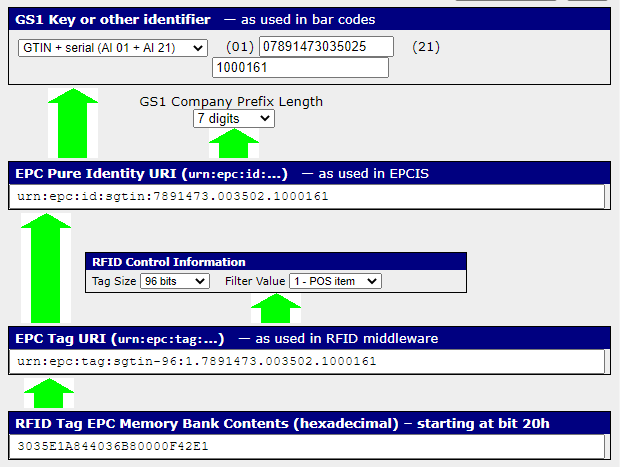 GS1 Key or other identifier — as used in bar codes
GTIN + serial (AI 01 + AI 21) (01) 07891473035025 (21)
1000161
GS1 Company Prefix Length
7 digits
EPC Pure Identity URI (urn:epc:id:...) — as used in EPCIS
urn:epc:id:sgtin:7891473.003502.1000161
RFID Control Information
Tag Size 96 bits Filter Value 1 - POS item
EPC Tag URI (urn:epc:tag:...) — as used in RFID middleware
urn:epc:tag:sgtin-96:1.7891473.003502.1000161
RFID Tag EPC Memory Bank Contents (hexadecimal) – starting at bit 20h
3035E1A844036B80000F42E1